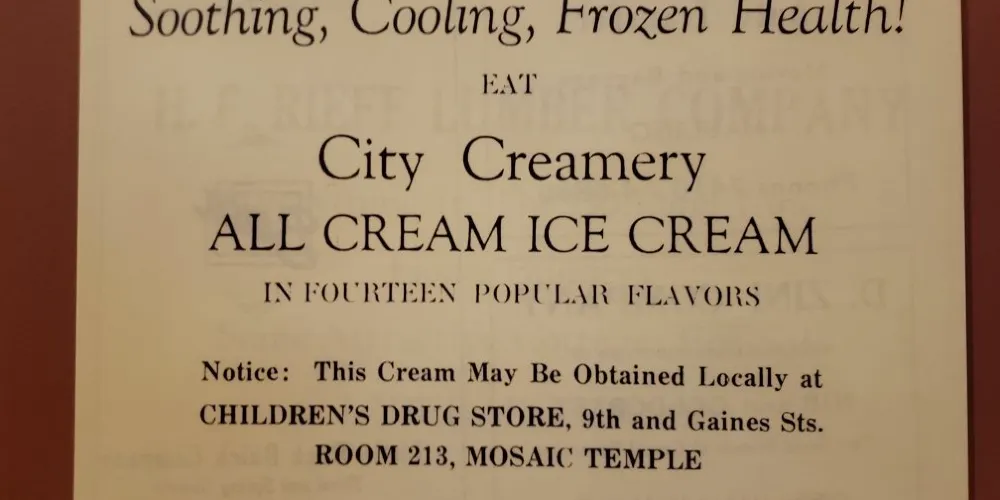 Soothing, Cooling, Frozen Health!
EAT
City Creamery
ALL CREAM ICE CREAM
IN FOURTEEN POPULAR FLAVORS
Notice: This Cream May Be Obtained Locally at
CHILDREN'S DRUG STORE, 9th and Gaines Sts.
ROOM 213, MOSAIC TEMPLE